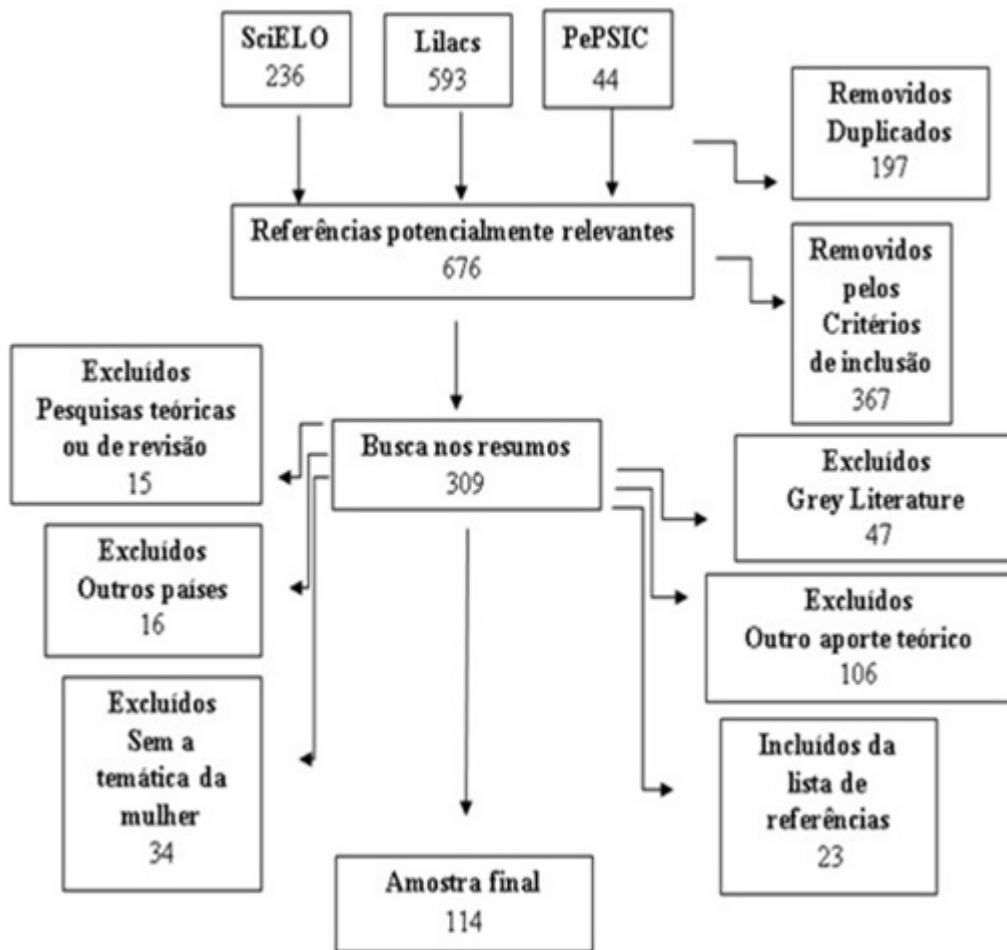 SciELO
236
Lilacs
593
PePSIC
44
Removidos
Duplicados
197
Referências potencialmente relevantes
676
Removidos
pelos
Critérios
de inclusão
367
Excluídos
Pesquisas teóricas
ou de revisão
15
Busca nos resumos
309
Excluídos
Grey Literature
47
Excluídos
Outros países
16
Excluídos
Outro aporte teórico
106
Excluídos
Sem a
temática da
mulher
34
Incluídos da
lista de
referências
23
Amostra final
114